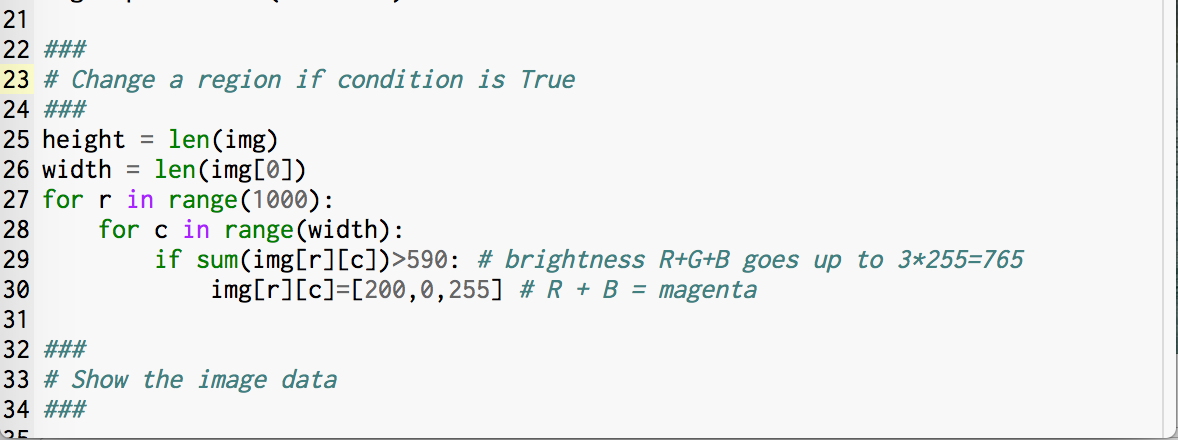 21
22 ###
23 # Change a region if condition is True
24 ###
25 height = len(img)
26 width = len(img[0])
27 for r in range(1000):
28     for c in range(width):
29         if sum(img[r][c])>590: # brightness R+G+B goes up to 3*255=765
30             img[r][c]=[200,0,255] # R + B = magenta
31
32 ###
33 # Show the image data
34 ###